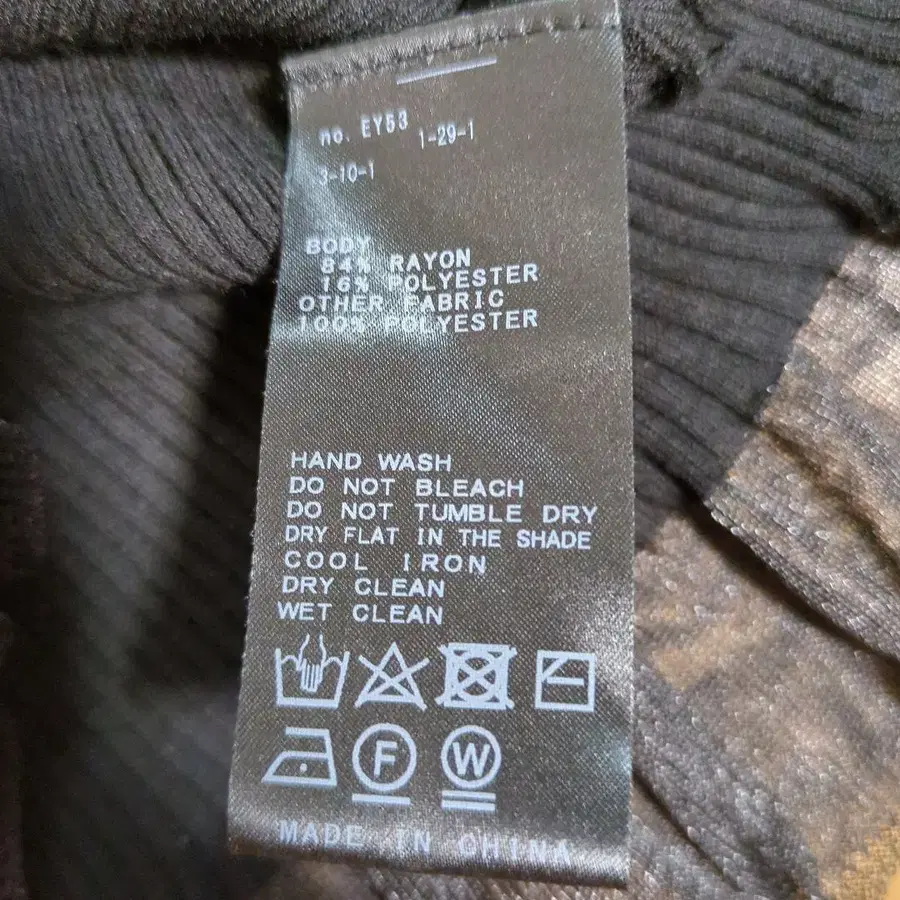 no. EY53 1-29-1
3-10-1
BODY
84% RAYON
16% POLYESTER
OTHER FABRIC
100% POLYESTER
HAND WASH
DO NOT BLEACH
DO NOT TUMBLE DRY
DRY FLAT IN THE SHADE
COOL IRON
DRY CLEAN
WET CLEAN
F W
MADE IN CHINA